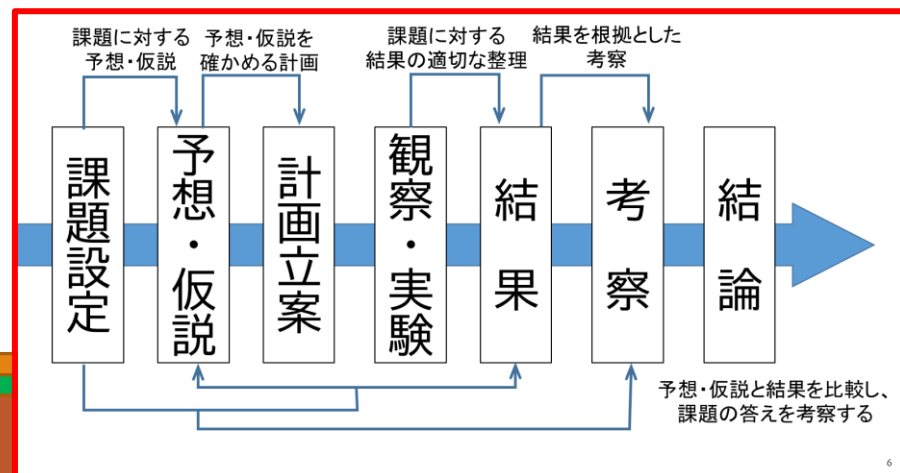 課題に対する
予想・仮説
予想・仮説を
確かめる計画
課題に対する
結果の適切な整理
結果を根拠とした
考察
課題設定
予想・仮説
計画立案
観察・実験
結果
考察
結論
予想・仮説と結果を比較し、
課題の答えを考察する
6